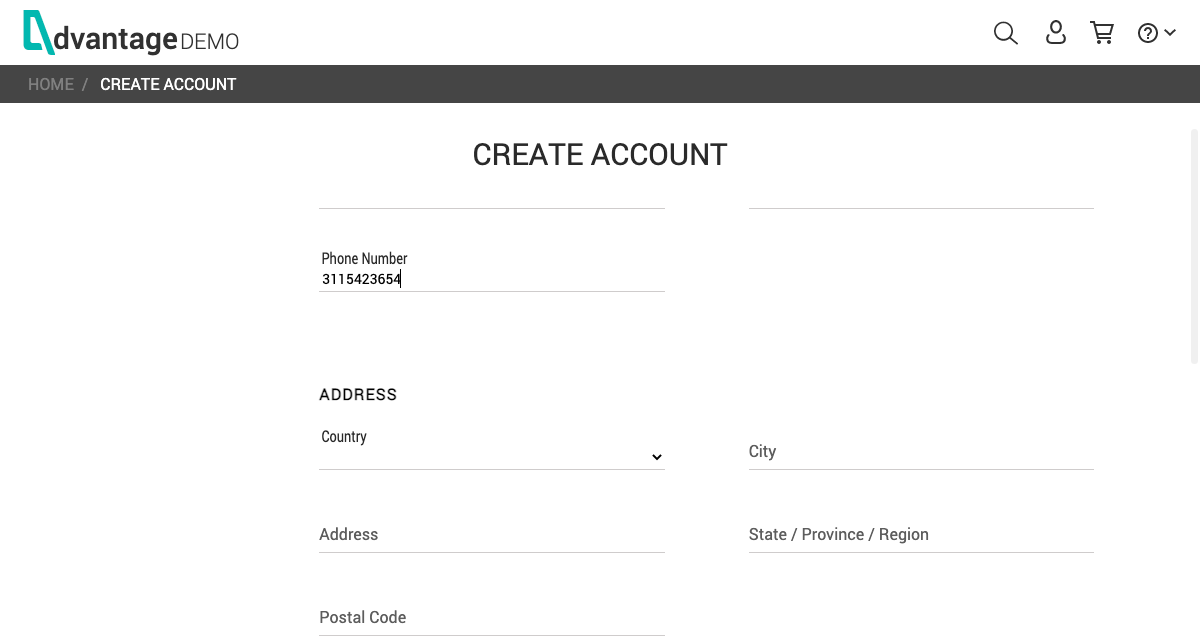 dvantage DEMO
HOME / CREATE ACCOUNT
CREATE ACCOUNT
Phone Number
3115423654
ADDRESS
Country
City
Address
State / Province / Region
Postal Code